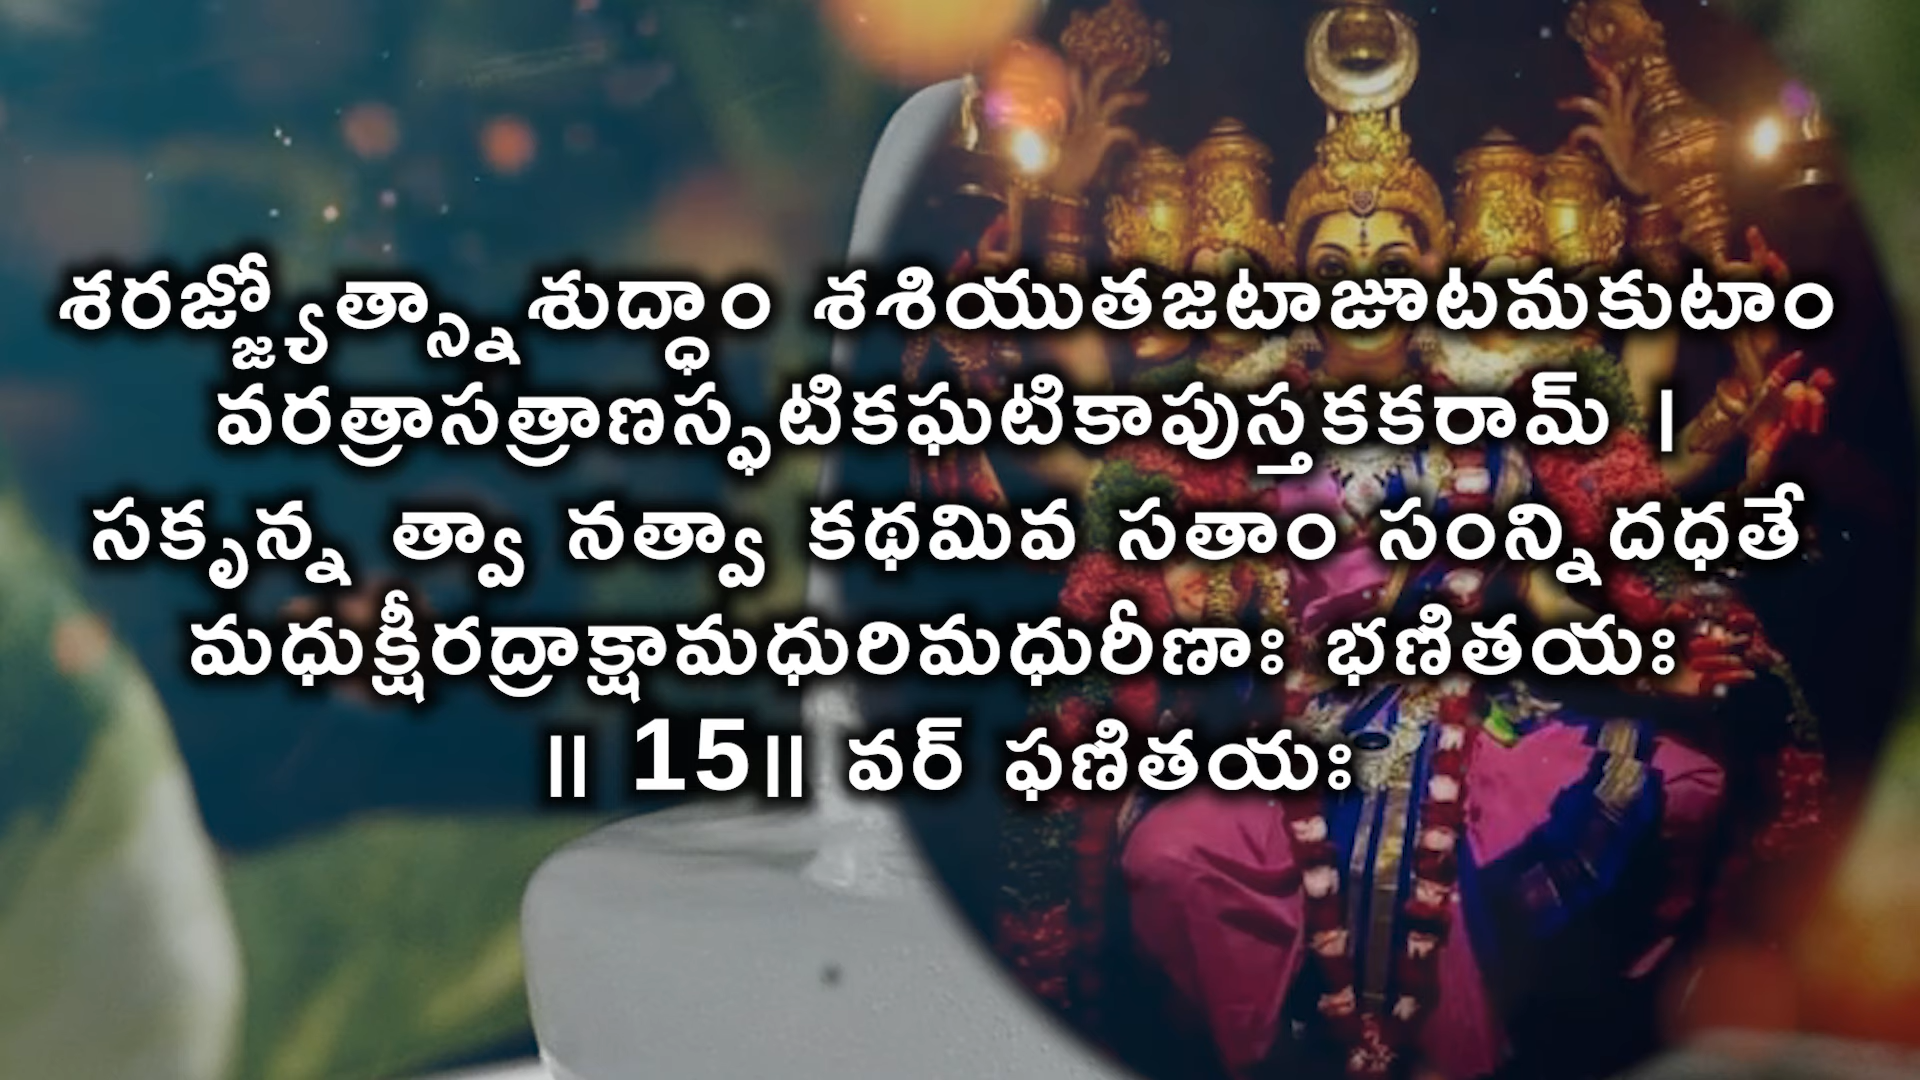 శరజ్జ్యోత్స్నాశుద్ధాం శశియుతజటాజూటమకుటాం
వరత్రాసత్రాణస్ఫటికఘటికాపుస్తకకరామ్ ।
సకృన్న త్వా నత్వా కథమివ సతాం సంన్నిదధతే
మధుక్షీరద్రాక్షామధురిమధురీణాః భణితయః
॥ 15॥ వర్ ఫణితయః